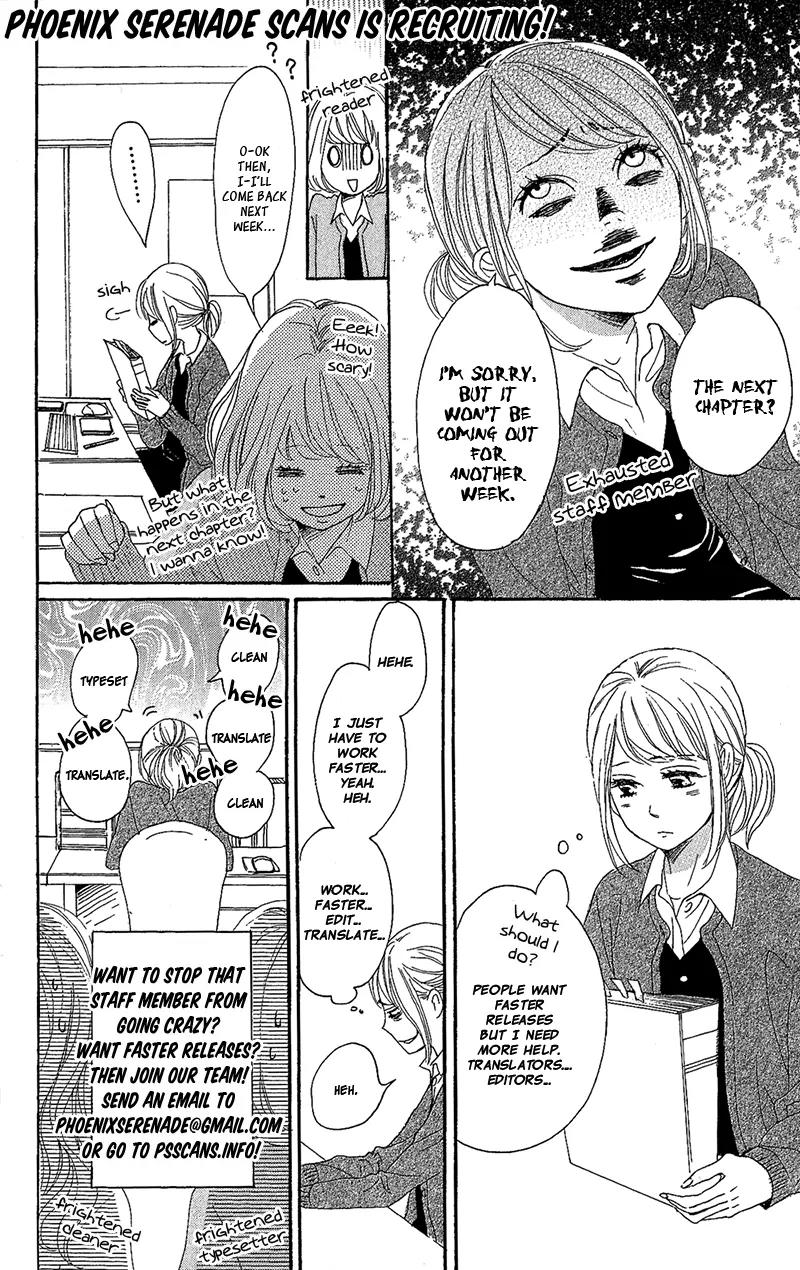 PHOENIX SERENADE SCANS IS RECRUITING!
THE NEXT
CHAPTER?
I'M SORRY,
BUT IT
WON'T BE
COMING OUT
FOR
ANOTHER
WEEK.
Exhausted
staff member
frightened
reader
? ?
O-OK
THEN,
I-I'LL
COME BACK
NEXT
WEEK...
........
sigh
Eeek!
How
scary!
But what
happens in the
next chapter?
I wanna know!
What
should I
do?
PEOPLE WANT
FASTER
RELEASES
BUT I NEED
MORE HELP.
TRANSLATORS....
EDITORS...
HEHE.
I JUST
HAVE TO
WORK
FASTER...
YEAH.
HEH.
WORK...
FASTER...
EDIT...
TRANSLATE...
HEH.
hehe
CLEAN
hehe
TYPESET
hehe
TRANSLATE
hehe
TRANSLATE.
hehe
CLEAN
WANT TO STOP THAT
STAFF MEMBER FROM
GOING CRAZY?
WANT FASTER RELEASES?
THEN JOIN OUR TEAM!
SEND AN EMAIL TO
PHOENIXSERENADE@GMAIL.COM
OR GO TO PSSCANS.INFO!
frightened
cleaner
frightened
typesetter